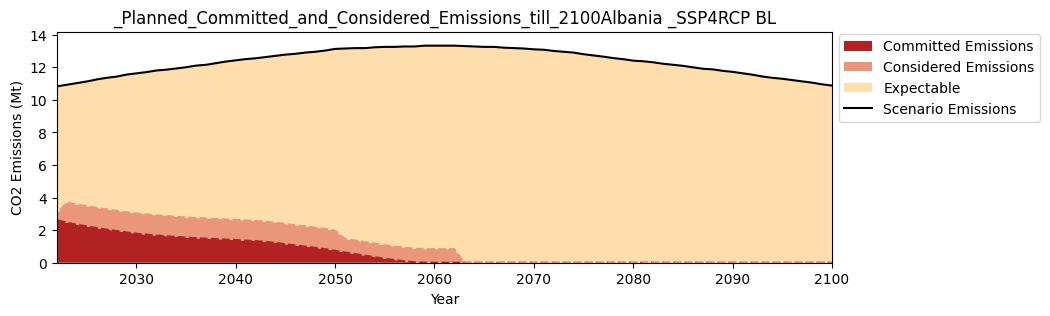 _Planned_Committed_and_Considered_Emissions_till_2100Albania _SSP4RCP BL
14
12
10
8
6
4
2
0
CO2 Emissions (Mt)
2030 2040 2050 2060 2070 2080 2090 2100
Year
Committed Emissions
Considered Emissions
Expectable
Scenario Emissions